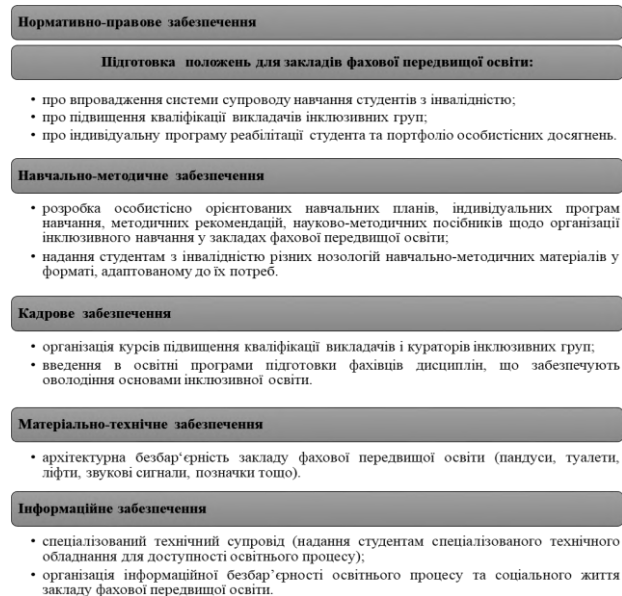 Нормативно-правове забезпечення
Підготовка положень для закладів фахової передвищої освіти:
• про впровадження системи супроводу навчання студентів з інвалідністю;
• про підвищення кваліфікації викладачів інклюзивних груп;
• про індивідуальну програму реабілітації студента та портфоліо особистісних досягнень.
Навчально-методичне забезпечення
• розробка особистісно орієнтованих навчальних планів, індивідуальних програм
навчання, методичних рекомендацій, науково-методичних посібників щодо організації
інклюзивного навчання у закладах фахової передвищої освіти;
• надання студентам з інвалідністю різних нозологій навчально-методичних матеріалів у
форматі, адаптованому до їх потреб.
Кадрове забезпечення
• організація курсів підвищення кваліфікації викладачів і кураторів інклюзивних груп;
• введення в освітні програми підготовки фахівців дисциплін, що забезпечують
оволодіння основами інклюзивної освіти.
Матеріально-технічне забезпечення
• архітектурна безбар‘єрність закладу фахової передвищої освіти (пандуси, туалети,
ліфти, звукові сигнали, позначки тощо).
Інформаційне забезпечення
• спеціалізований технічний супровід (надання студентам спеціалізованого технічного
обладнання для доступності освітнього процесу);
• організація інформаційної безбар’єрності освітнього процесу та соціального життя
закладу фахової передвищої освіти.